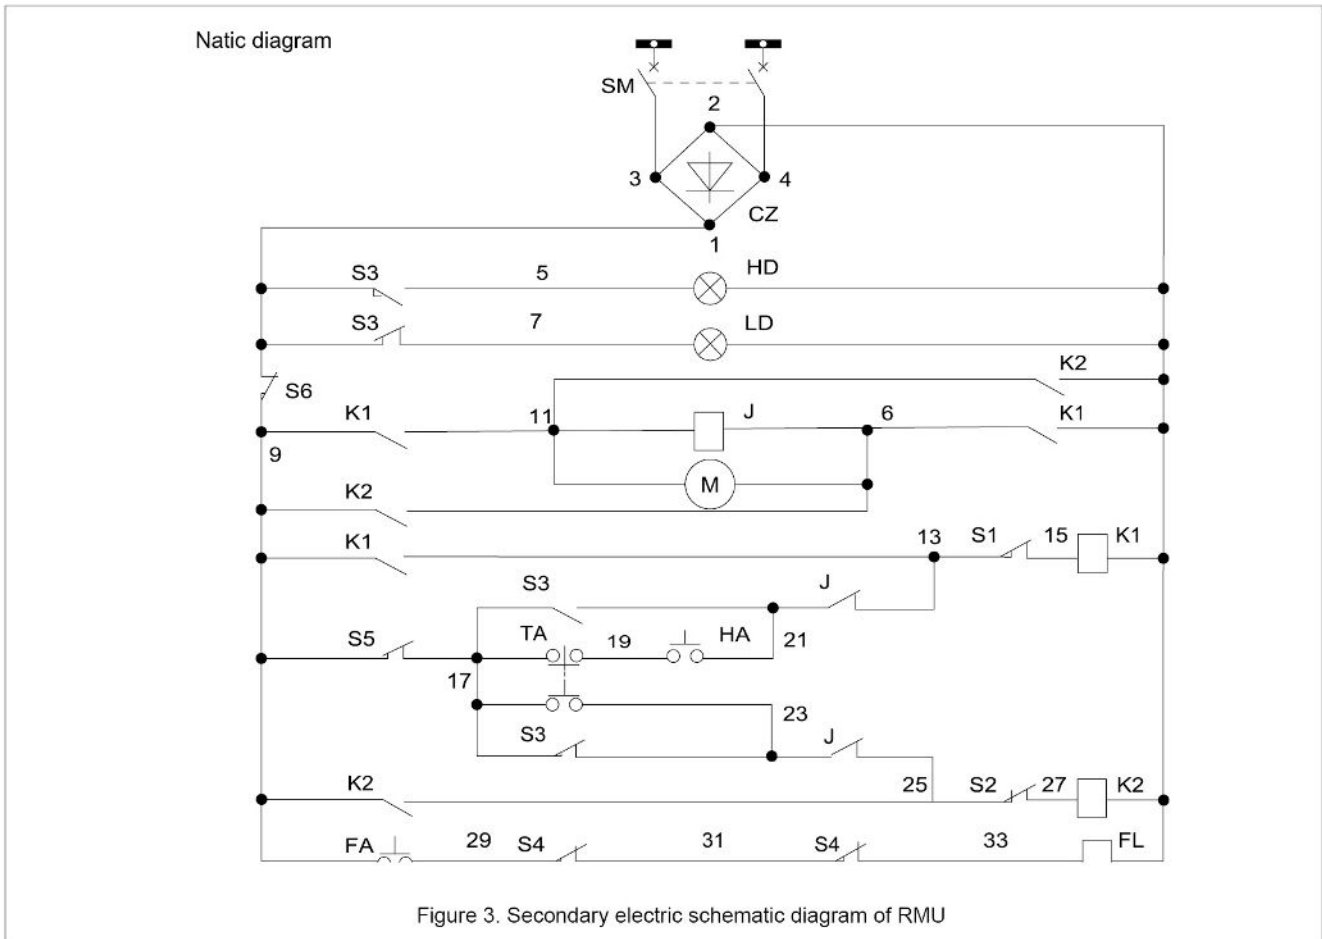 Natic diagram
SM
2
3
4
CZ
1
S3 5 HD
S3 7 LD
K2
S6
K1 11 J 6 K1
9
M
K2
K1 13 S1 15 K1
S3 J
S5 TA 19 HA 21
17
23
S3 J
K2 25 S2 27 K2
FA 29 S4 31 S4 33 FL
Figure 3. Secondary electric schematic diagram of RMU